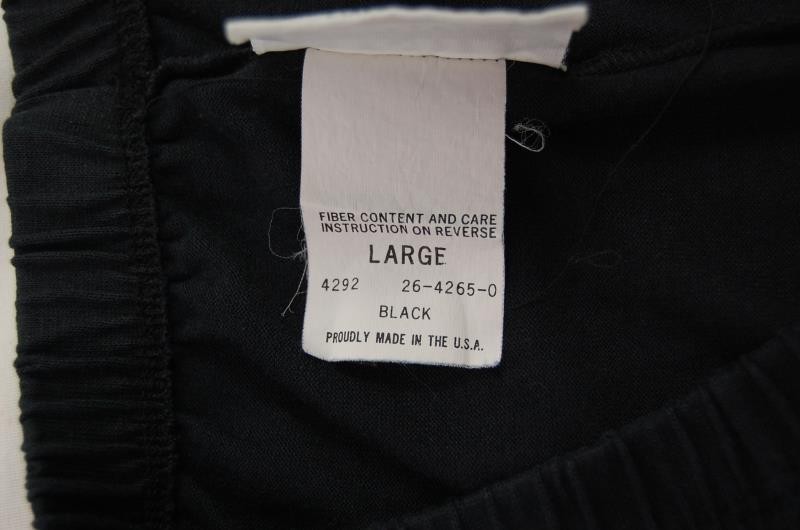 FIBER CONTENT AND CARE
INSTRUCTION ON REVERSE
LARGE
4292 26-4265-0
BLACK
PROUDLY MADE IN THE U.S.A..